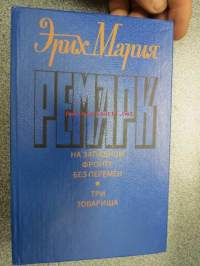 Эрих Мария
РЕМАРК
НА ЗАПАДНОМ
ФРОНТЕ
БЕЗ ПЕРЕМЕН
ТРИ
ТОВАРИЩА